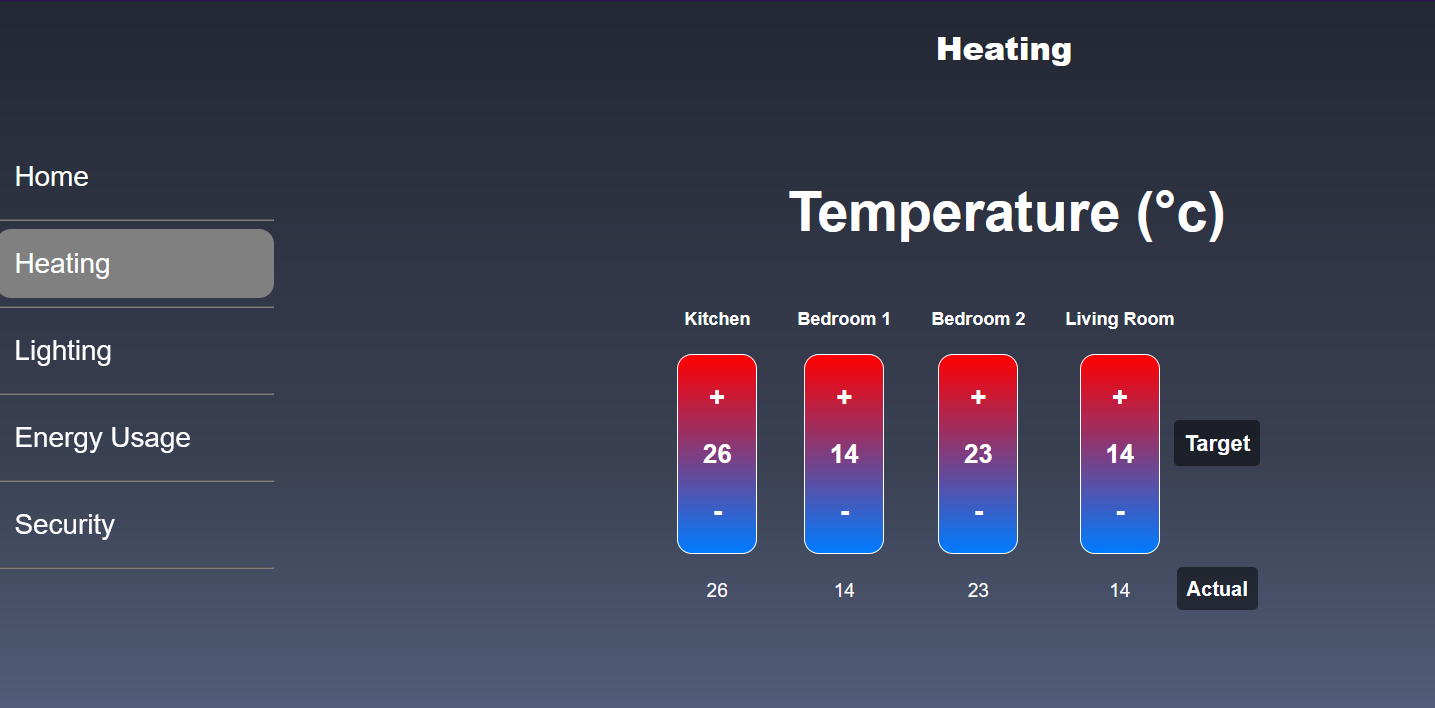 Heating
Home
Heating
Lighting
Energy Usage
Security
Temperature (°c)
Kitchen Bedroom 1 Bedroom 2 Living Room
+ + + +
26 14 23 14 Target
- - - -
26 14 23 14 Actual